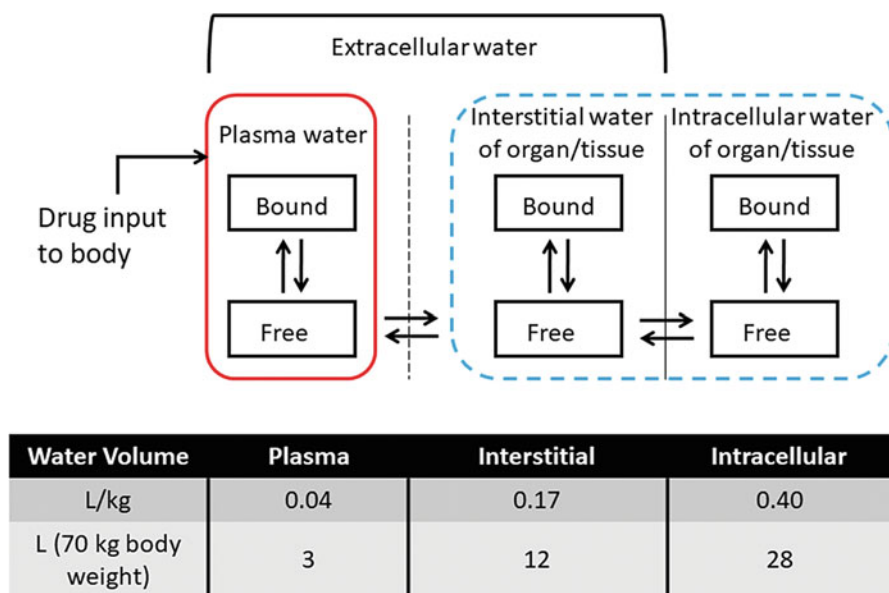 Extracellular water
Plasma water
Interstitial water
of organ/tissue
Intracellular water
of organ/tissue
Drug input
to body
Bound
Bound
Bound
Free
Free
Free
Water Volume Plasma Interstitial Intracellular
L/kg 0.04 0.17 0.40
L (70 kg body
weight) 3 12 28